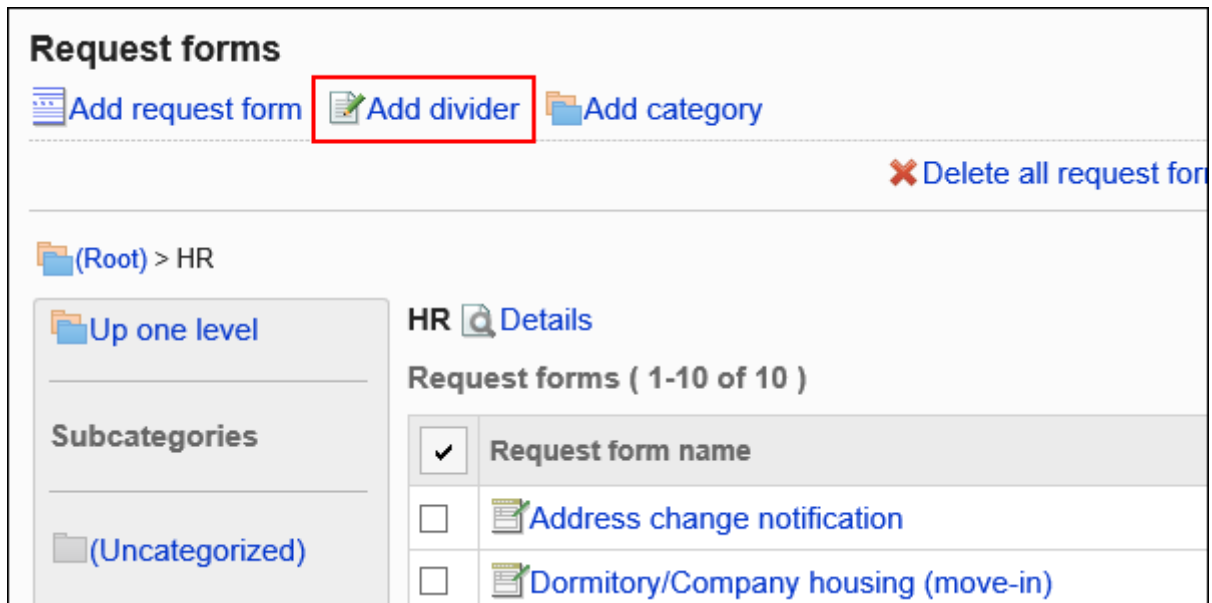 Request forms
Add request form Add divider Add category
Delete all request for
(Root) > HR
Up one level
Subcategories
(Uncategorized)
HR Details
Request forms ( 1-10 of 10 )
Request form name
Address change notification
Dormitory/Company housing (move-in)